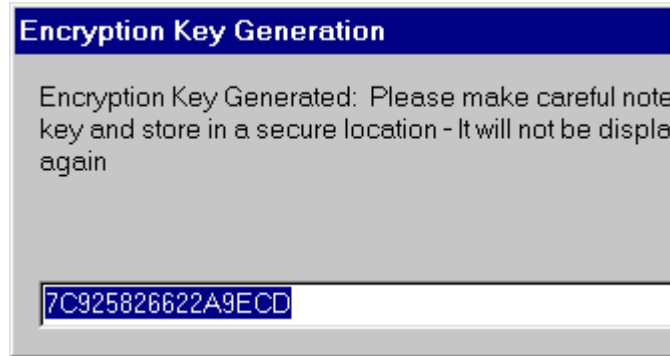 Encryption Key Generation
Encryption Key Generated: Please make careful note
key and store in a secure location - It will not be displa
again
7C925826622A9ECD